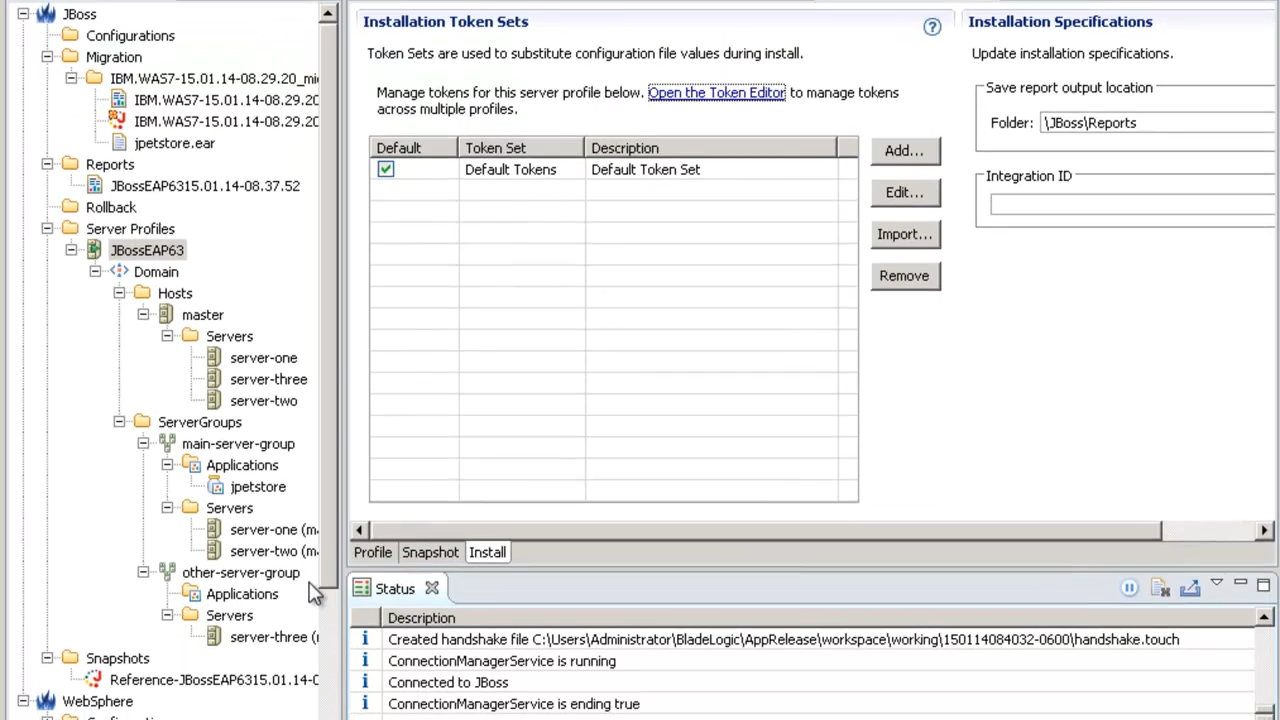 JBoss
Configurations
Migration
IBM.WAS7-15.01.14-08.29.20_mi
IBM.WAS7-15.01.14-08.29.20
IBM.WAS7-15.01.14-08.29.20
jpetstore.ear
Reports
JBossEAP6315.01.14-08.37.52
Rollback
Server Profiles
JBossEAP63
Domain
Hosts
master
Servers
server-one
server-three
server-two
ServerGroups
main-server-group
Applications
jpetstore
Servers
server-one (ma
server-two (ma
other-server-group
Applications
Servers
server-three (
Snapshots
Reference-JBossEAP6315.01.14-0
WebSphere
Installation Token Sets
Token Sets are used to substitute configuration file values during install.
Manage tokens for this server profile below. Open the Token Editor to manage tokens
across multiple profiles.
Default Token Set Description
Default Tokens Default Token Set
Add...
Edit...
Import...
Remove
Installation Specifications
Update installation specifications.
Save report output location
Folder: \JBoss\Reports
Integration ID
Profile Snapshot Install
Status
Description
Created handshake file C:\Users\Administrator\BladeLogic\AppRelease\workspace\working\150114084032-0600\handshake.touch
ConnectionManagerService is running
Connected to JBoss
ConnectionManagerService is ending true